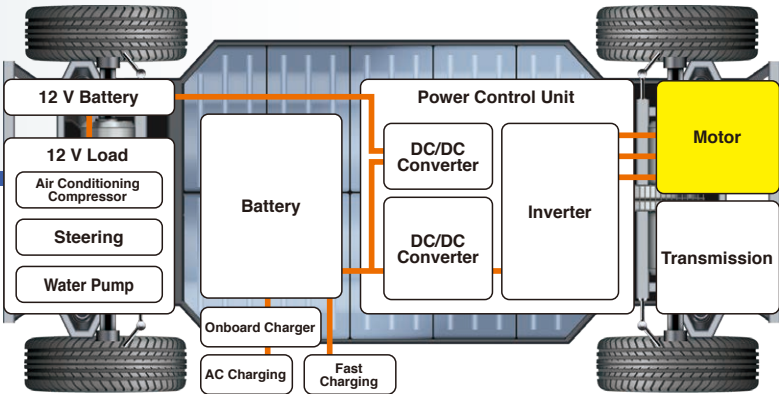 12 V Battery
12 V Load
Air Conditioning
Compressor
Steering
Water Pump
Battery
Onboard Charger
AC Charging
Fast
Charging
Power Control Unit
DC/DC
Converter
DC/DC
Converter
Inverter
Motor
Transmission